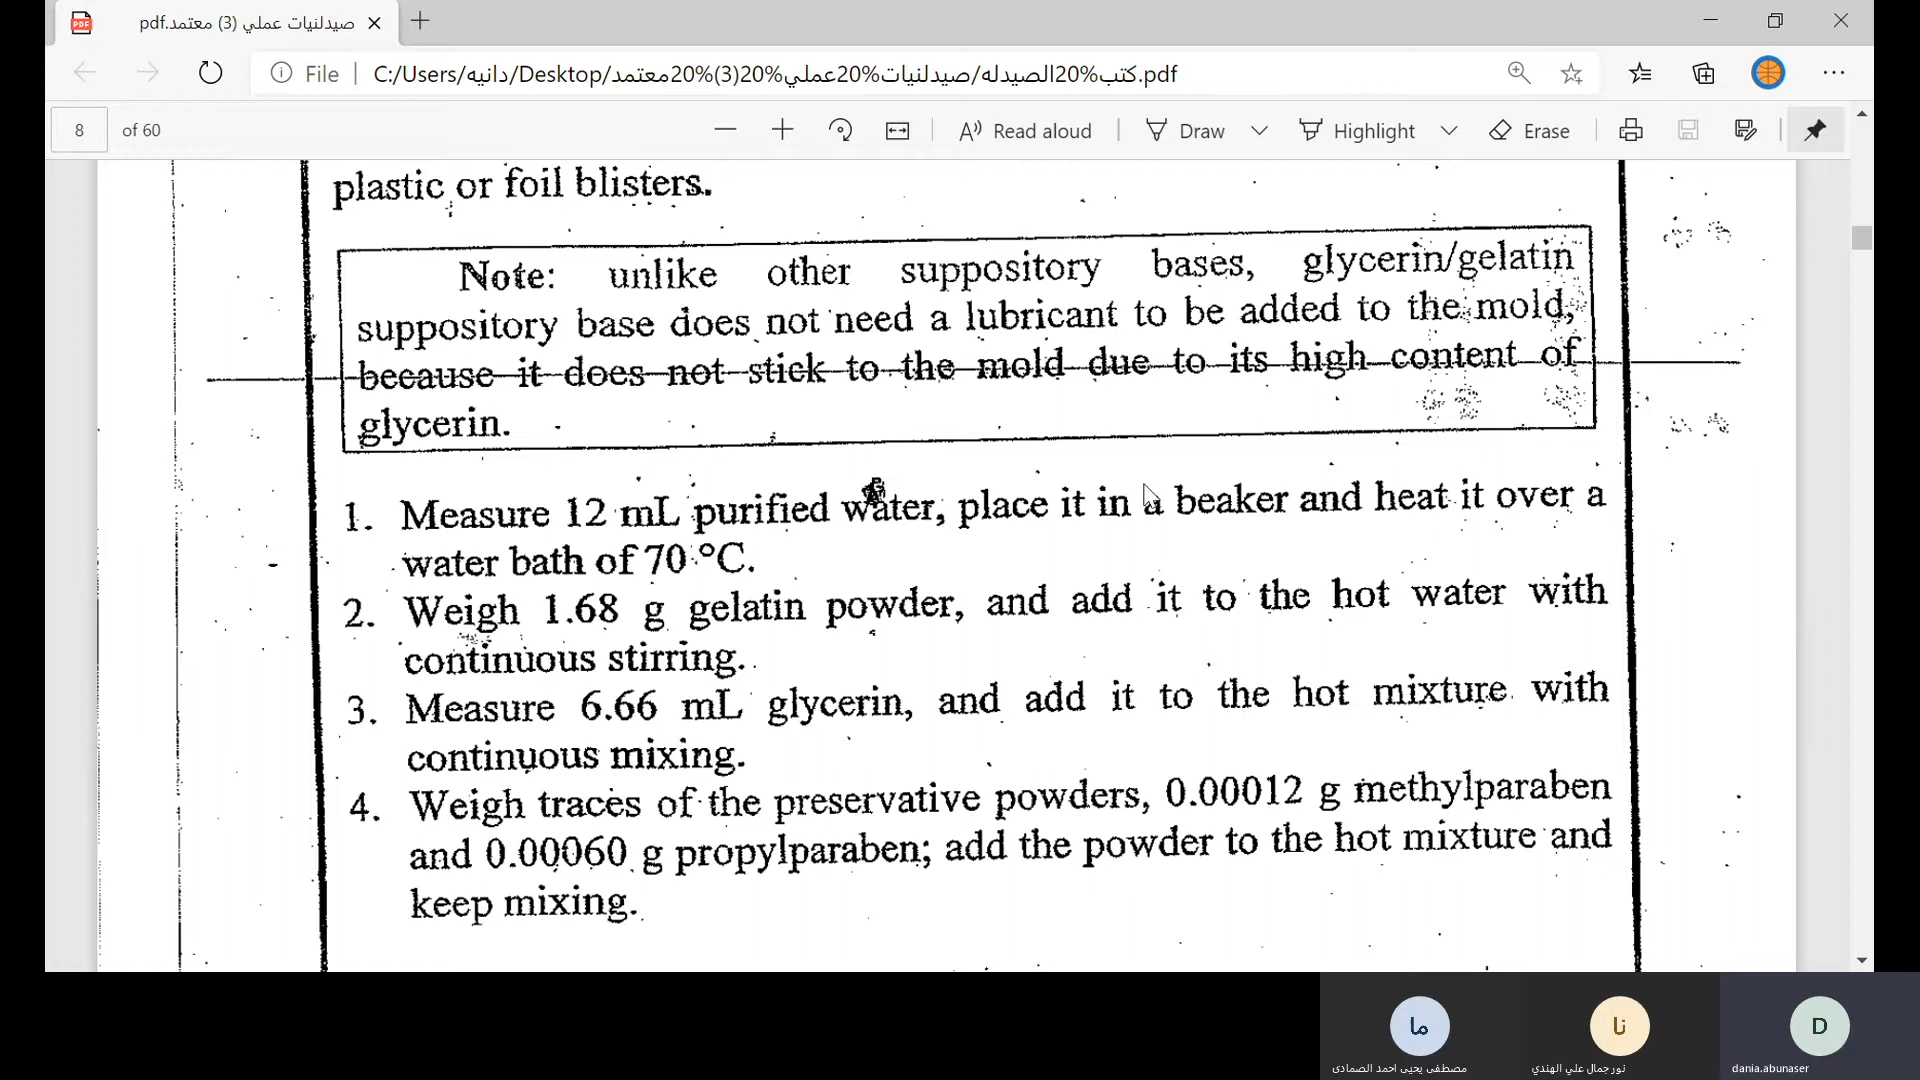 صيدلنيات عملي (3) معتمد.pdf
File
C:/Users/دانيه/Desktop/كتب%20الصيدله/صيدلنيات%20عملي%20(3)%20معتمد.pdf
8 of 60
Read aloud
Draw
Highlight
Erase
plastic or foil blisters.
Note: unlike other suppository bases, glycerin/gelatin
suppository base does not need a lubricant to be added to the mold,
because it does not stick to the mold due to its high content of
glycerin.
1. Measure 12 mL purified water, place it in a beaker and heat it over a
water bath of 70 °C.
2. Weigh 1.68 g gelatin powder, and add it to the hot water with
continuous stirring.
3. Measure 6.66 mL glycerin, and add it to the hot mixture with
continuous mixing.
4. Weigh traces of the preservative powders, 0.00012 g methylparaben
and 0.00060 g propylparaben; add the powder to the hot mixture and
keep mixing.
ما
نا
D
مصطفى يحيى احمد الصمادى
نور جمال علي الهندي
dania.abunaser